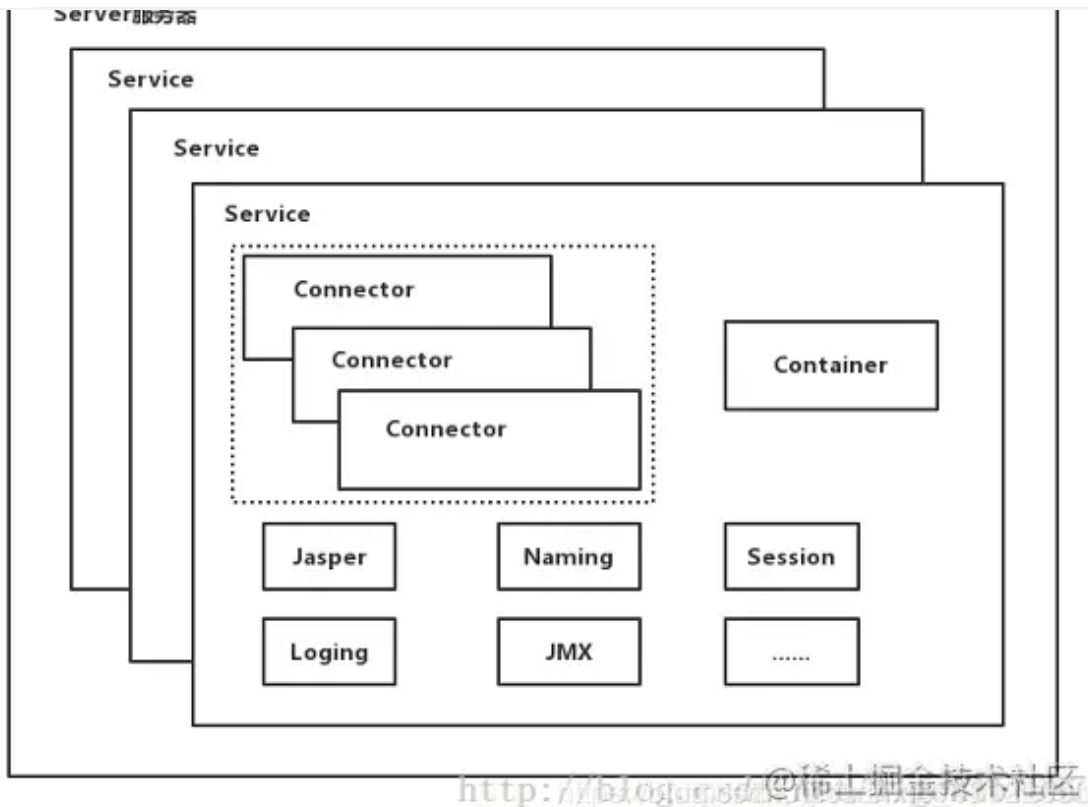 Server服务器
Service
Service
Service
Connector
Connector
Connector
Container
Jasper
Naming
Session
Loging
JMX
......
@稀土掘金技术社区